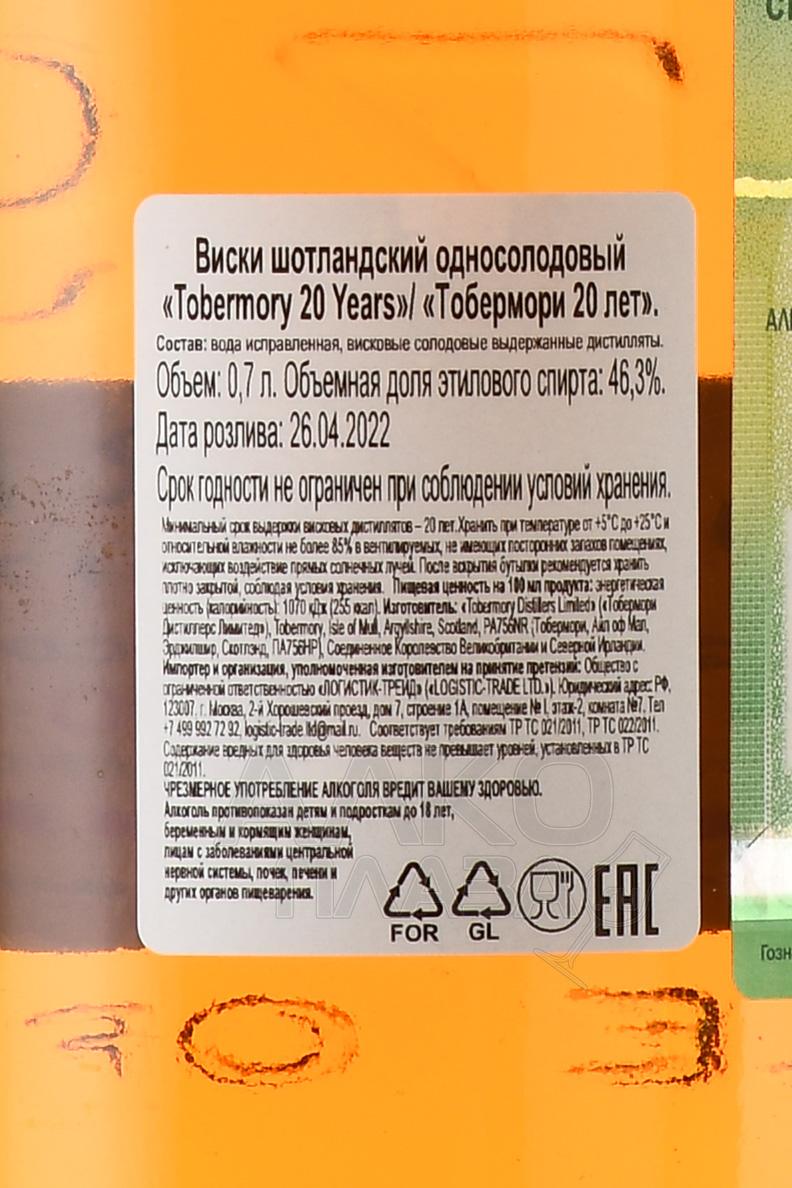 Виски шотландский односолодовый
«Tobermory 20 Years»/ «Тобермори 20 лет».
Состав: вода исправленная, висковые солодовые выдержанные дистилляты.
Объем: 0,7 л. Объемная доля этилового спирта: 46,3%.
Дата розлива: 26.04.2022
Срок годности не ограничен при соблюдении условий хранения.
Минимальный срок выдержки висковых дистиллятов – 20 лет.Хранить при температуре от +5°C до +25°C и
относительной влажности не более 85% в вентилируемых, не имеющих посторонних запахов помещениях,
исключающих воздействие прямых солнечных лучей. После вскрытия бутылки рекомендуется хранить
плотно закрытой, соблюдая условия хранения. Пищевая ценность на 100 мл продукта: энергетическая
ценность (калорийность): 1070 кДж (255 ккал). Изготовитель: «Tobermory Distillers Limited» («Тобермори
Дистиллерс Лимитед»), Tobermory, Isle of Mull, Argyllshire, Scotland, PA756NR (Тобермори, Айл оф Мал,
Эрджилшир, Скотлэнд, ПА756НР), Соединенное Королевство Великобритании и Северной Ирландии.
Импортер и организация, уполномоченная изготовителем на принятие претензий: Общество с
ограниченной ответственностью «ЛОГИСТИК-ТРЕЙД» («LOGISTIC-TRADE LTD.»). Юридический адрес: РФ,
123007, г. Москва, 2-й Хорошевский проезд, дом 7, строение 1А, помещение № I, этаж-2, комната №7. Тел
+7 499 992 72 92, logistic-trade.ltd@mail.ru. Соответствует требованиям ТР ТС 021/2011, ТР ТС 022/2011.
Содержание вредных для здоровья человека веществ не превышает уровней, установленных в ТР ТС
021/2011.
ЧРЕЗМЕРНОЕ УПОТРЕБЛЕНИЕ АЛКОГОЛЯ ВРЕДИТ ВАШЕМУ ЗДОРОВЬЮ.
Алкоголь противопоказан детям и подросткам до 18 лет,
беременным и кормящим женщинам,
лицам с заболеваниями центральной
нервной системы, почек, печени и
других органов пищеварения.
FOR GL EAC
АЛКО